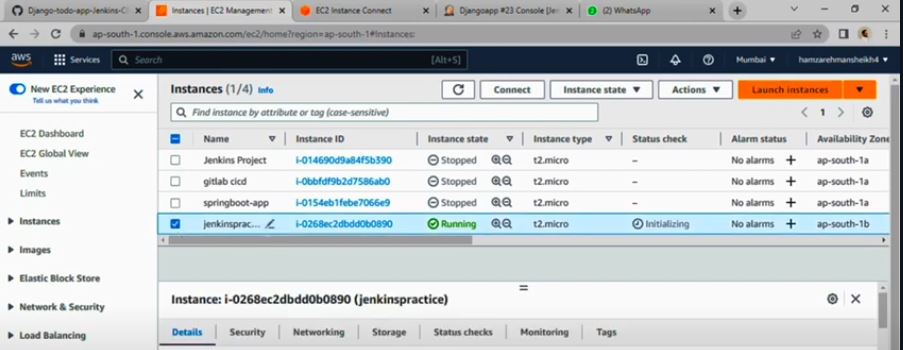 Django-todo-app-Jenkins-CI
Instances | EC2 Management
EC2 Instance Connect
Djangoapp #23 Console [Jen
(2) WhatsApp
ap-south-1.console.aws.amazon.com/ec2/home?region=ap-south-1#Instances:
aws
Services
Search
[Alt+S]
Mumbai
hamzarehmansheikh4
New EC2 Experience
Tell us what you think
EC2 Dashboard
EC2 Global View
Events
Limits
Instances
Images
Elastic Block Store
Network & Security
Load Balancing
Instances (1/4) Info
Connect
Instance state
Actions
Launch instances
Find instance by attribute or tag (case-sensitive)
1
Name Instance ID Instance state Instance type Status check Alarm status Availability Zone
Jenkins Project i-014690d9a84f5b390 Stopped t2.micro – No alarms + ap-south-1a
gitlab cicd i-0bbfdf9b2d7586ab0 Stopped t2.micro – No alarms + ap-south-1a
springboot-app i-0154eb1febe7066e9 Stopped t2.micro – No alarms + ap-south-1a
jenkinsprac... i-0268ec2dbdd0b0890 Running t2.micro Initializing No alarms + ap-south-1b
Instance: i-0268ec2dbdd0b0890 (jenkinspractice)
Details Security Networking Storage Status checks Monitoring Tags